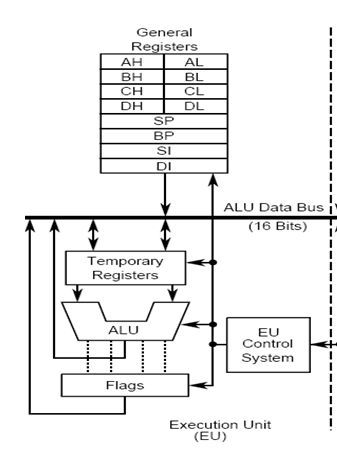 General
Registers
AH AL
BH BL
CH CL
DH DL
SP
BP
SI
DI
ALU Data Bus
(16 Bits)
Temporary
Registers
ALU
EU
Control
System
Flags
Execution Unit
(EU)